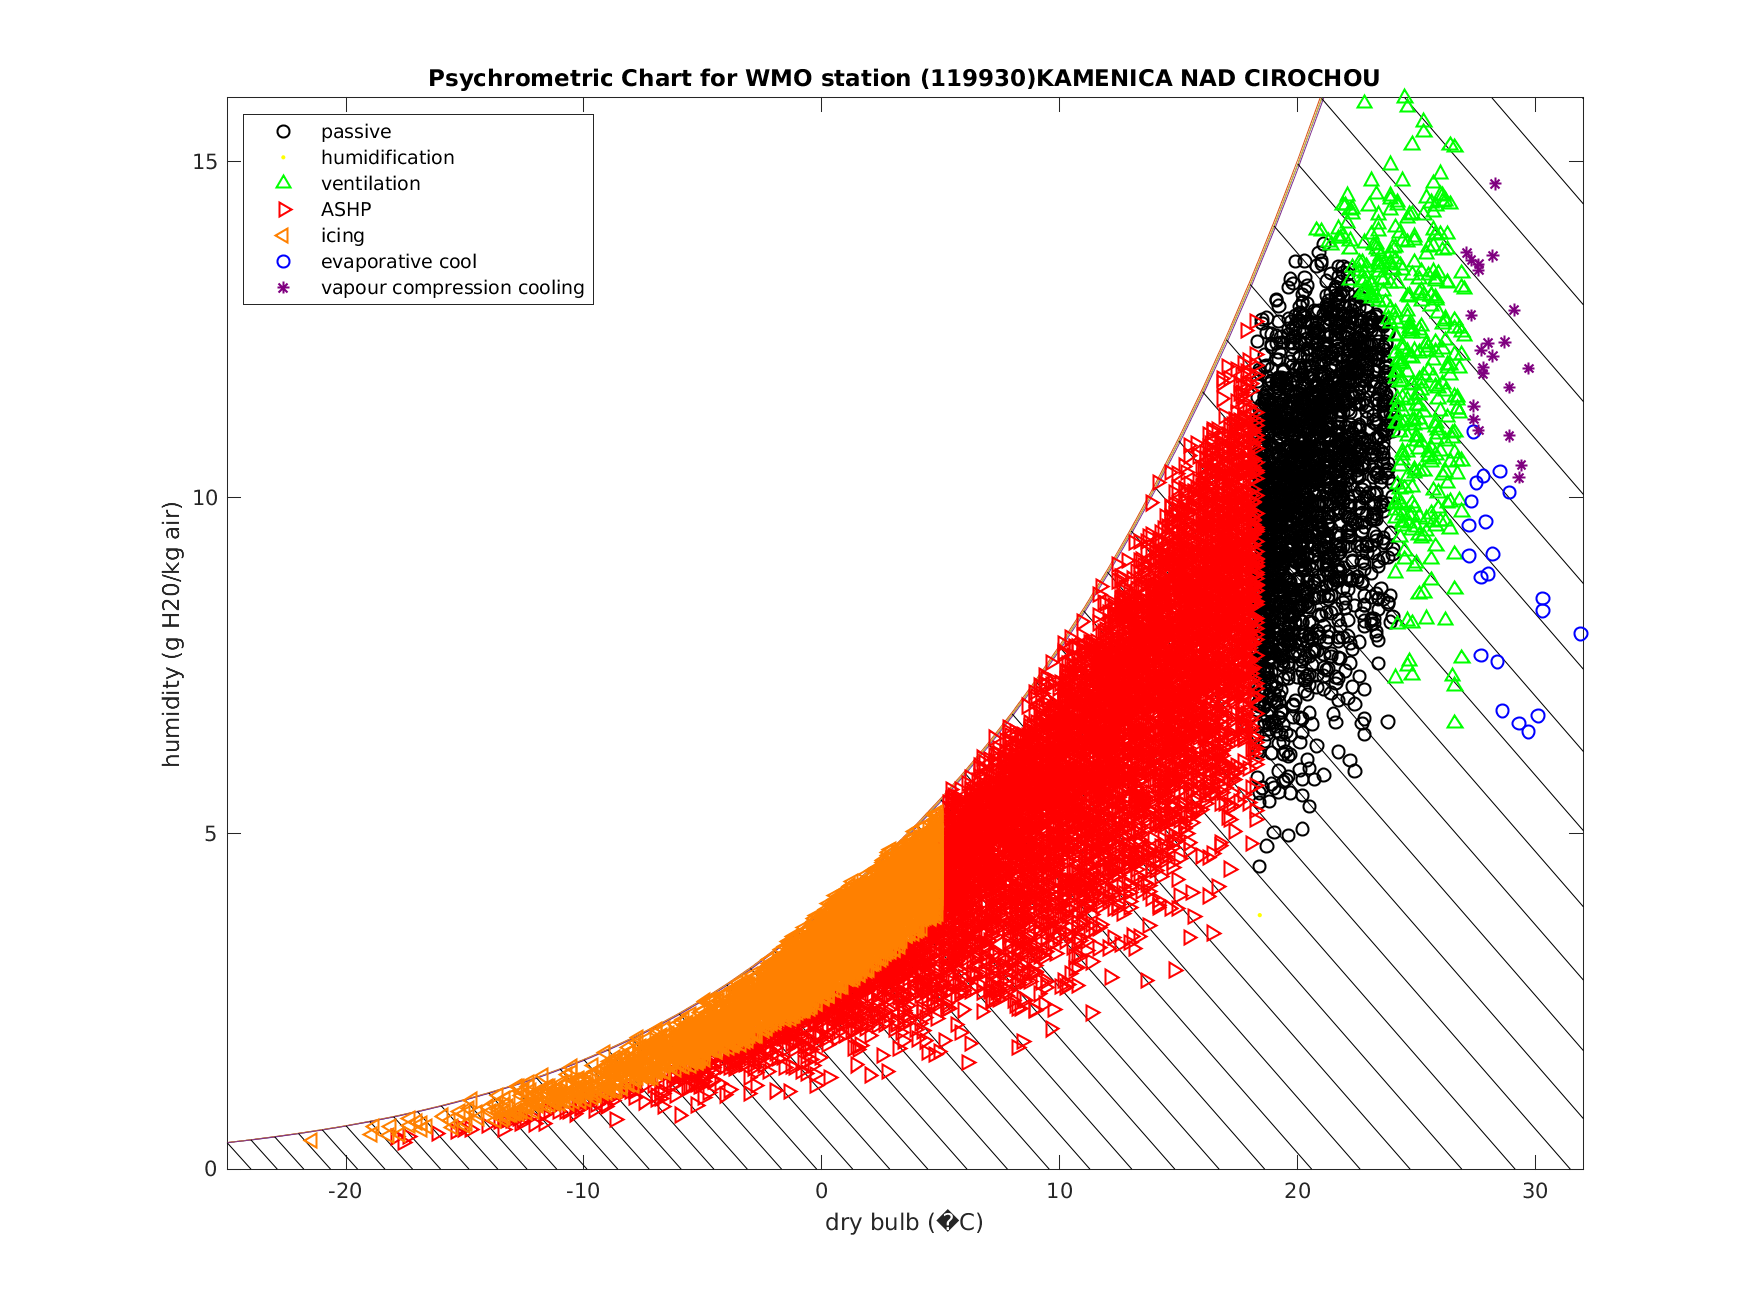 Psychrometric Chart for WMO station (119930)KAMENICA NAD CIROCHOU
passive
humidification
ventilation
ASHP
icing
evaporative cool
vapour compression cooling
15
10
5
0
humidity (g H20/kg air)
-20 -10 0 10 20 30
dry bulb (�C)